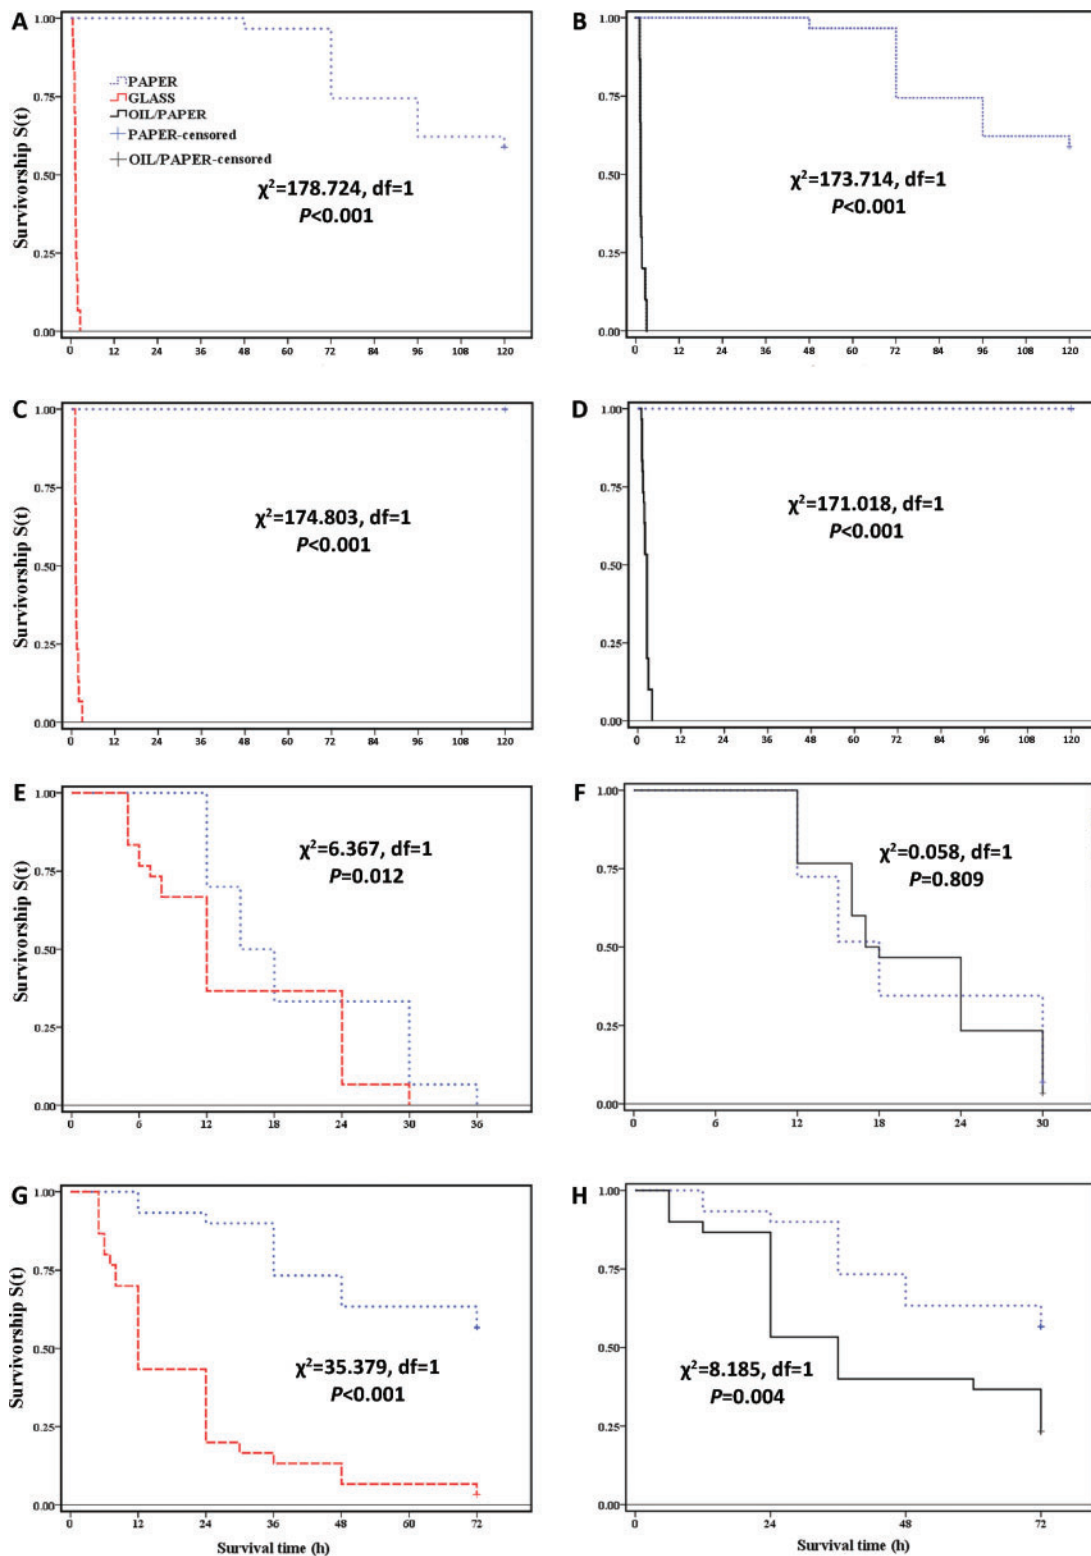 A
Survivorship S(t)
1.00
0.75
0.50
0.25
0.00
PAPER
GLASS
OIL/PAPER
PAPER-censored
OIL/PAPER-censored
χ²=178.724, df=1
P<0.001
0 12 24 36 48 60 72 84 96 108 120
B
1.00
0.75
0.50
0.25
0.00
χ²=173.714, df=1
P<0.001
0 12 24 36 48 60 72 84 96 108 120
C
Survivorship S(t)
1.00
0.75
0.50
0.25
0.00
χ²=174.803, df=1
P<0.001
0 12 24 36 48 60 72 84 96 108 120
D
1.00
0.75
0.50
0.25
0.00
χ²=171.018, df=1
P<0.001
0 12 24 36 48 60 72 84 96 108 120
E
Survivorship S(t)
1.00
0.75
0.50
0.25
0.00
χ²=6.367, df=1
P=0.012
0 6 12 18 24 30 36
F
1.00
0.75
0.50
0.25
0.00
χ²=0.058, df=1
P=0.809
0 6 12 18 24 30
G
Survivorship S(t)
1.00
0.75
0.50
0.25
0.00
χ²=35.379, df=1
P<0.001
0 12 24 36 48 60 72
Survival time (h)
H
1.00
0.75
0.50
0.25
0.00
χ²=8.185, df=1
P=0.004
0 24 48 72
Survival time (h)